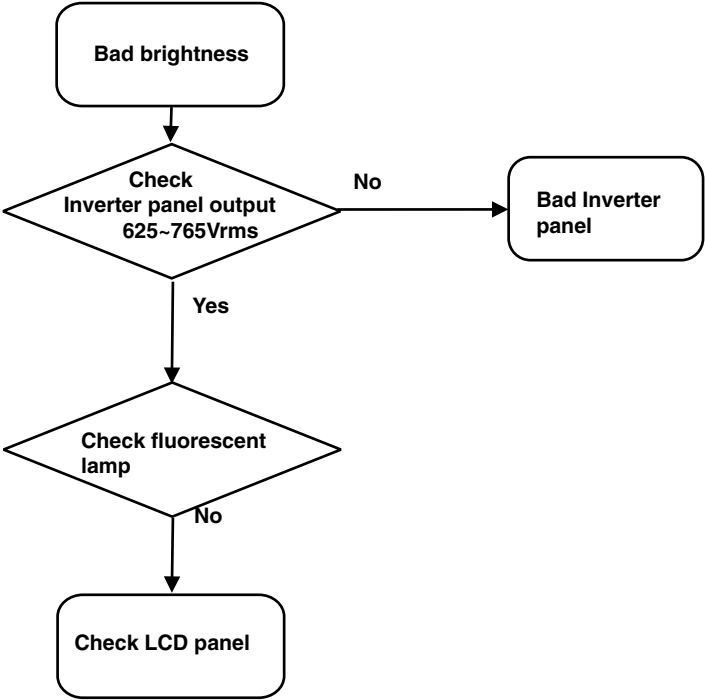 Bad brightness
Check
Inverter panel output
625~765Vrms
No
Bad Inverter
panel
Yes
Check fluorescent
lamp
No
Check LCD panel